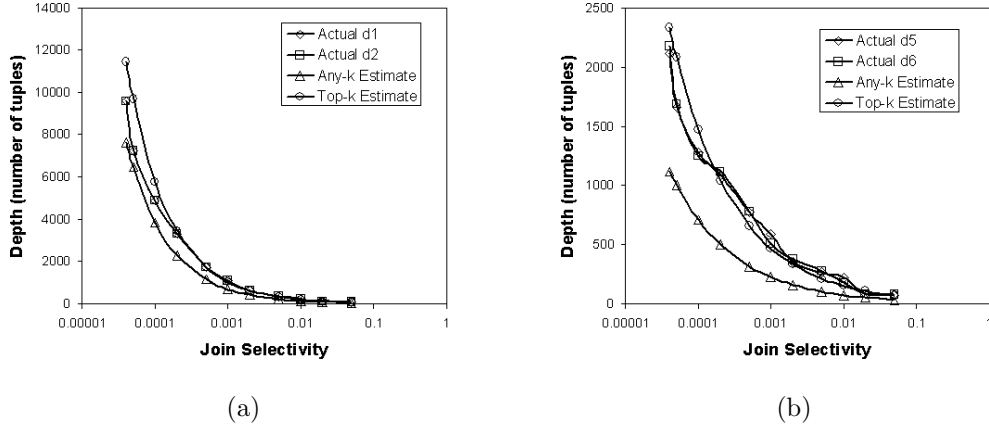 14000
12000
10000
8000
6000
4000
2000
0
Depth (number of tuples)
Actual d1
Actual d2
Any-k Estimate
Top-k Estimate
0.00001 0.0001 0.001 0.01 0.1 1
Join Selectivity
(a)
2500
2000
1500
1000
500
0
Depth (number of tuples)
Actual d5
Actual d6
Any-k Estimate
Top-k Estimate
0.00001 0.0001 0.001 0.01 0.1 1
Join Selectivity
(b)